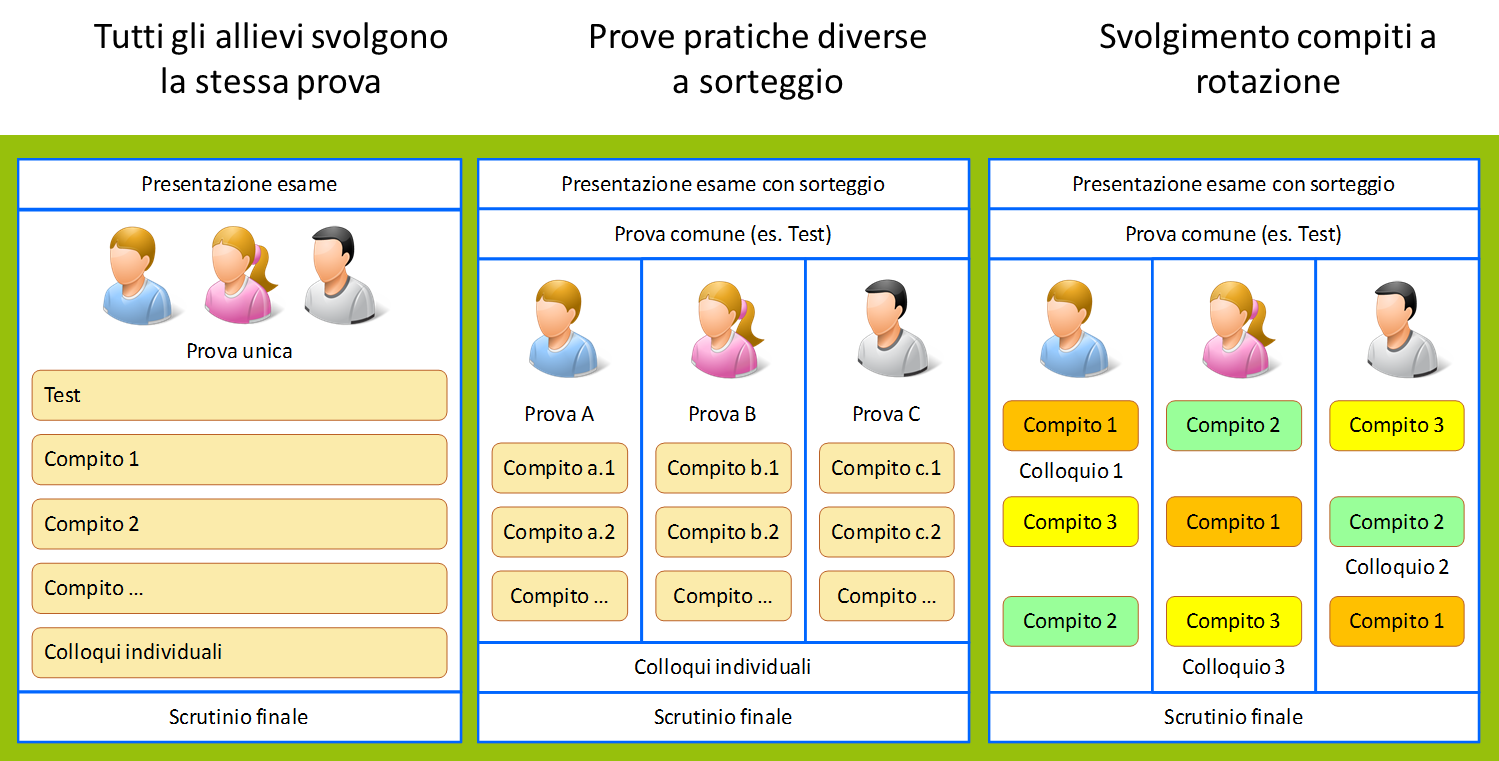 Tutti gli allievi svolgono
la stessa prova
Prove pratiche diverse
a sorteggio
Svolgimento compiti a
rotazione
Presentazione esame
Prova unica
Test
Compito 1
Compito 2
Compito ...
Colloqui individuali
Scrutinio finale
Presentazione esame con sorteggio
Prova comune (es. Test)
Prova A
Prova B
Prova C
Compito a.1
Compito b.1
Compito c.1
Compito a.2
Compito b.2
Compito c.2
Compito ...
Compito ...
Compito ...
Colloqui individuali
Scrutinio finale
Presentazione esame con sorteggio
Prova comune (es. Test)
Compito 1
Compito 2
Compito 3
Colloquio 1
Compito 3
Compito 1
Compito 2
Colloquio 2
Compito 2
Compito 3
Compito 1
Colloquio 3
Scrutinio finale